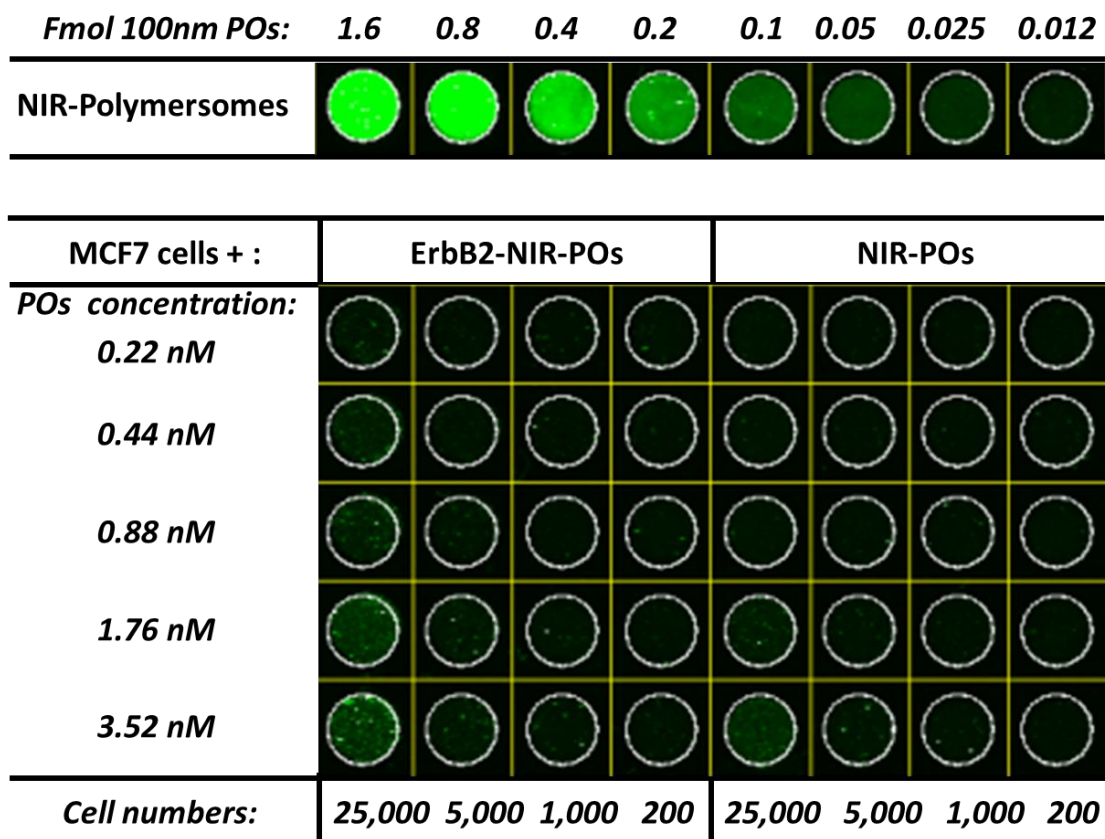 Fmol 100nm POs: 1.6 0.8 0.4 0.2 0.1 0.05 0.025 0.012
NIR-Polymersomes
MCF7 cells + : ErbB2-NIR-POs NIR-POs
POs concentration:
0.22 nM
0.44 nM
0.88 nM
1.76 nM
3.52 nM
Cell numbers: 25,000 5,000 1,000 200 25,000 5,000 1,000 200